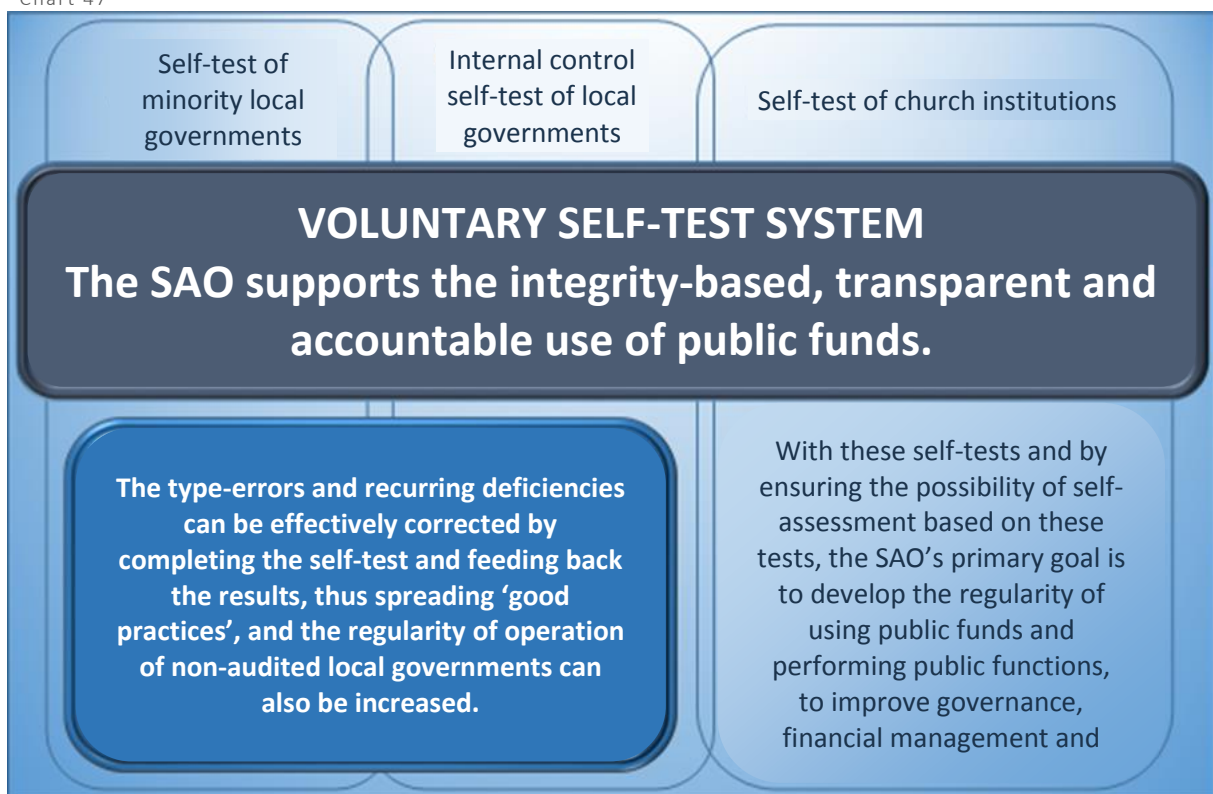 Chart 47
Self-test of
minority local
governments
Internal control
self-test of local
governments
Self-test of church institutions
VOLUNTARY SELF-TEST SYSTEM
The SAO supports the integrity-based, transparent and
accountable use of public funds.
The type-errors and recurring deficiencies
can be effectively corrected by
completing the self-test and feeding back
the results, thus spreading ‘good
practices’, and the regularity of operation
of non-audited local governments can
also be increased.
With these self-tests and by
ensuring the possibility of self-
assessment based on these
tests, the SAO’s primary goal is
to develop the regularity of
using public funds and
performing public functions,
to improve governance,
financial management and